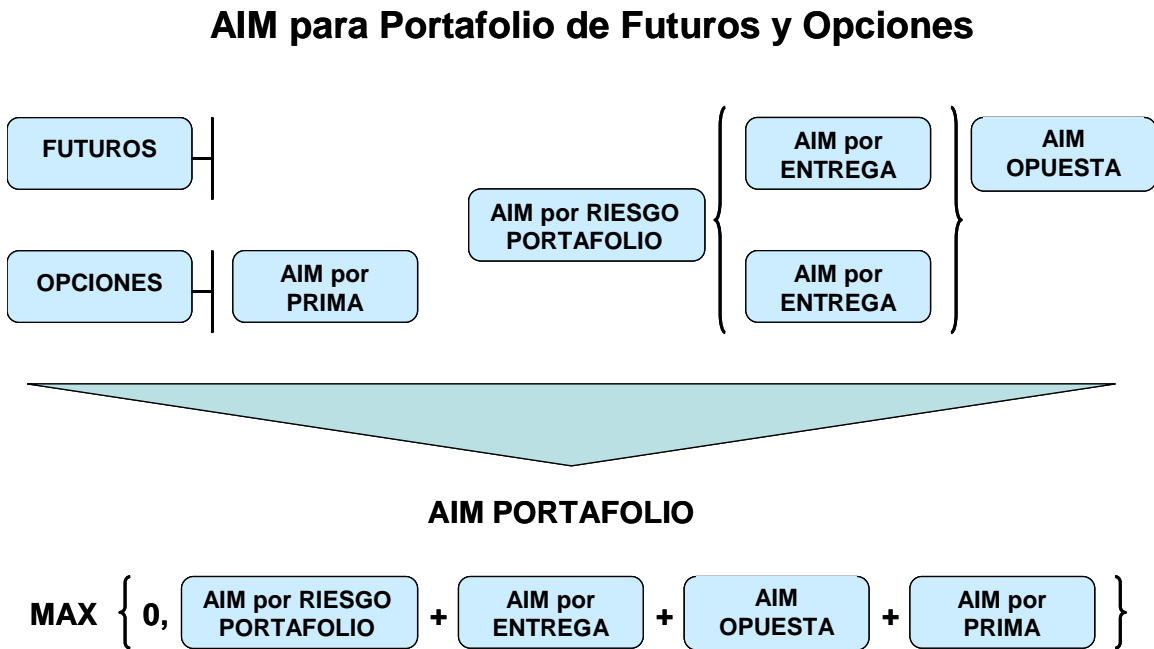 AIM para Portafolio de Futuros y Opciones
FUTUROS
AIM por
ENTREGA
AIM
OPUESTA
AIM por RIESGO
PORTAFOLIO
OPCIONES
AIM por
PRIMA
AIM por
ENTREGA
AIM PORTAFOLIO
MAX { 0, AIM por RIESGO PORTAFOLIO + AIM por ENTREGA + AIM OPUESTA + AIM por PRIMA }